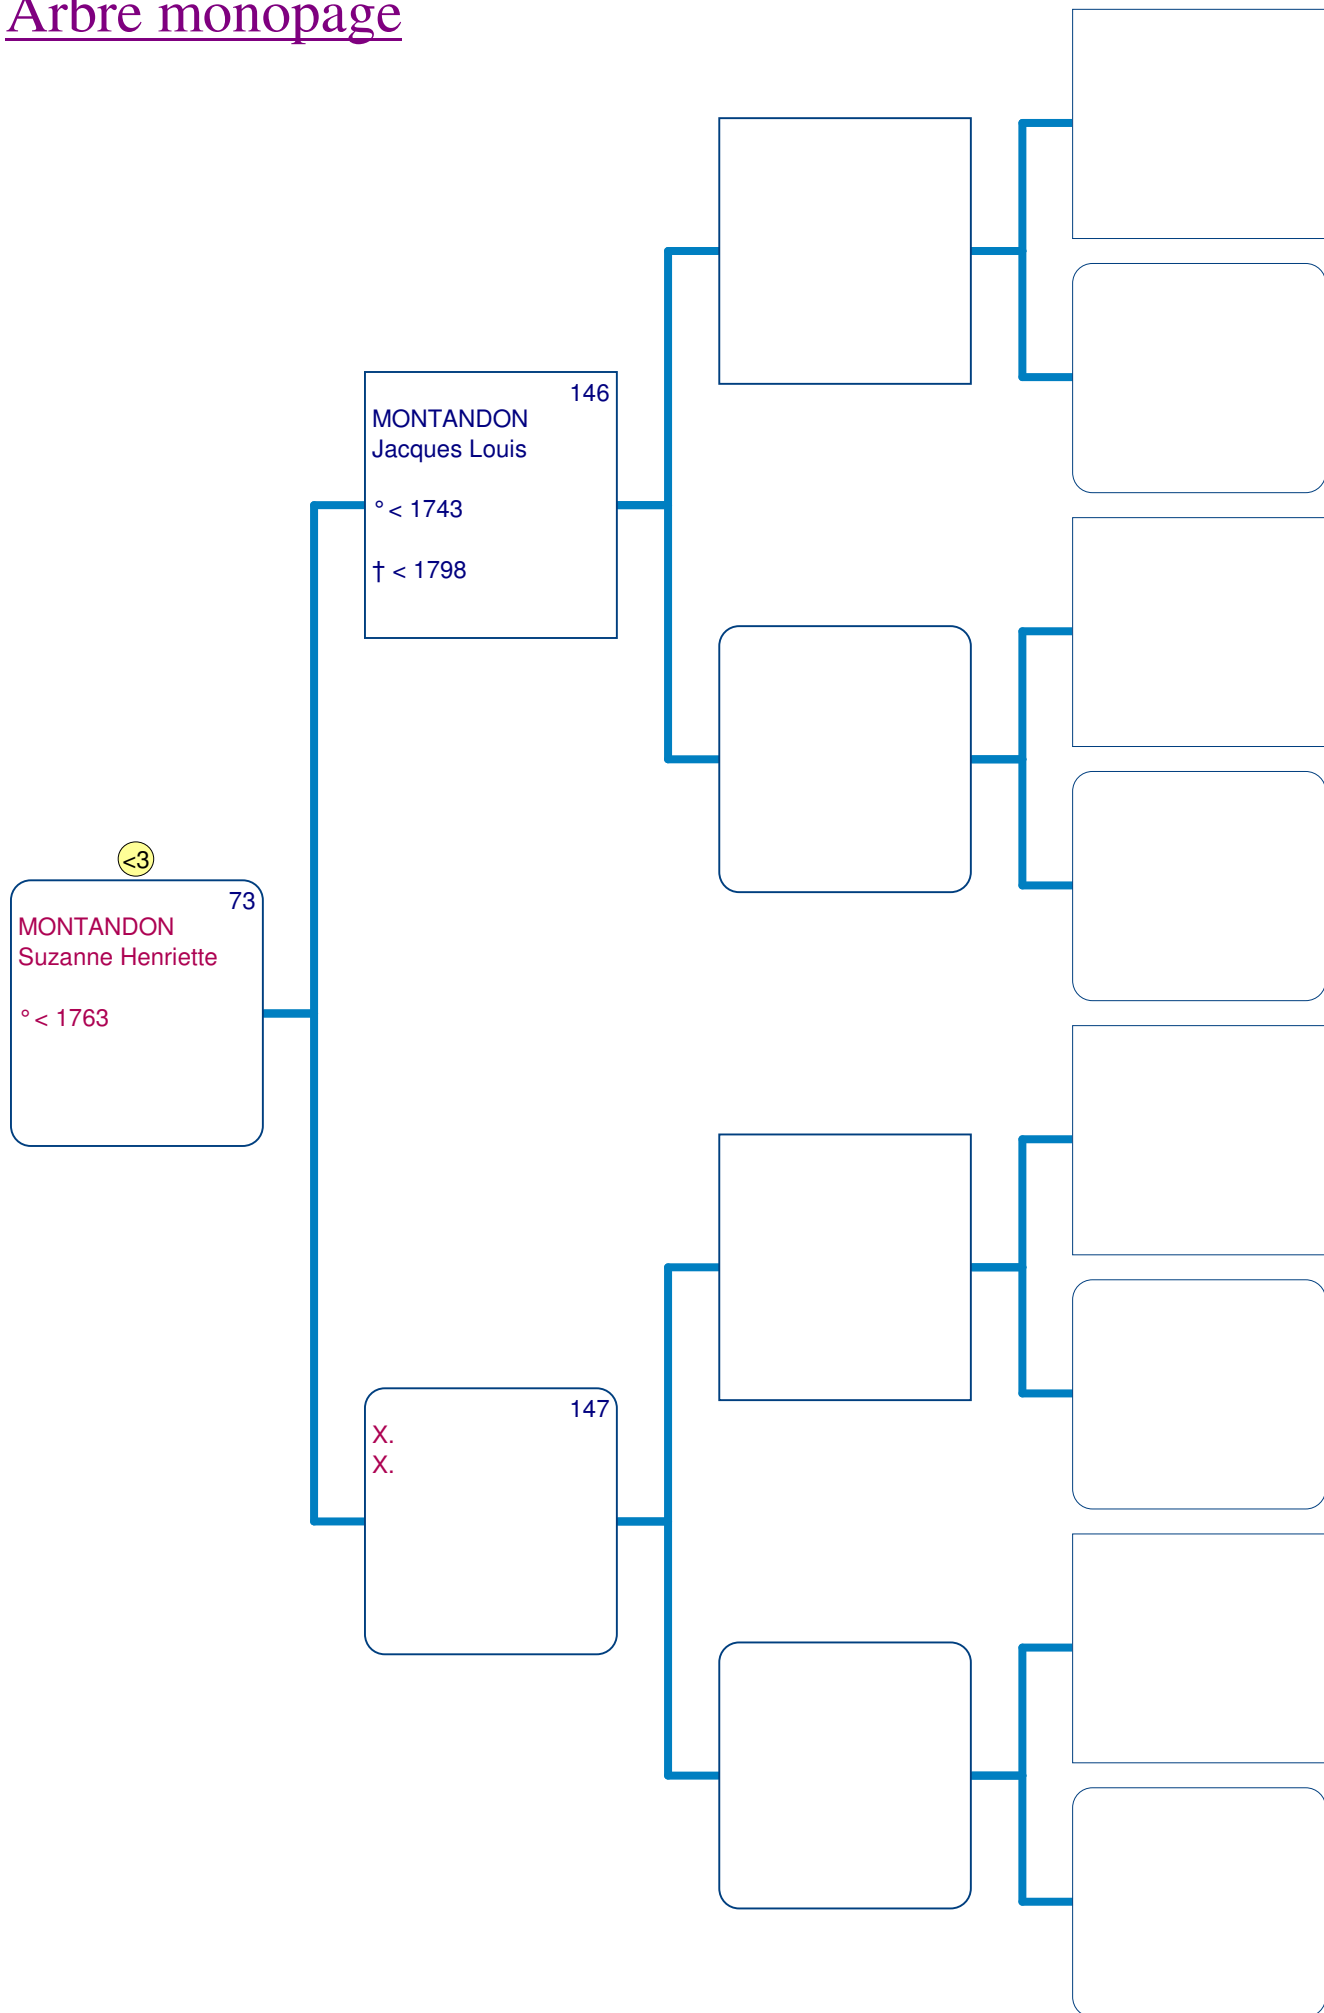 Arbre monopage
146
MONTANDON
Jacques Louis
° < 1743
† < 1798
<3
73
MONTANDON
Suzanne Henriette
° < 1763
147
X.
X.